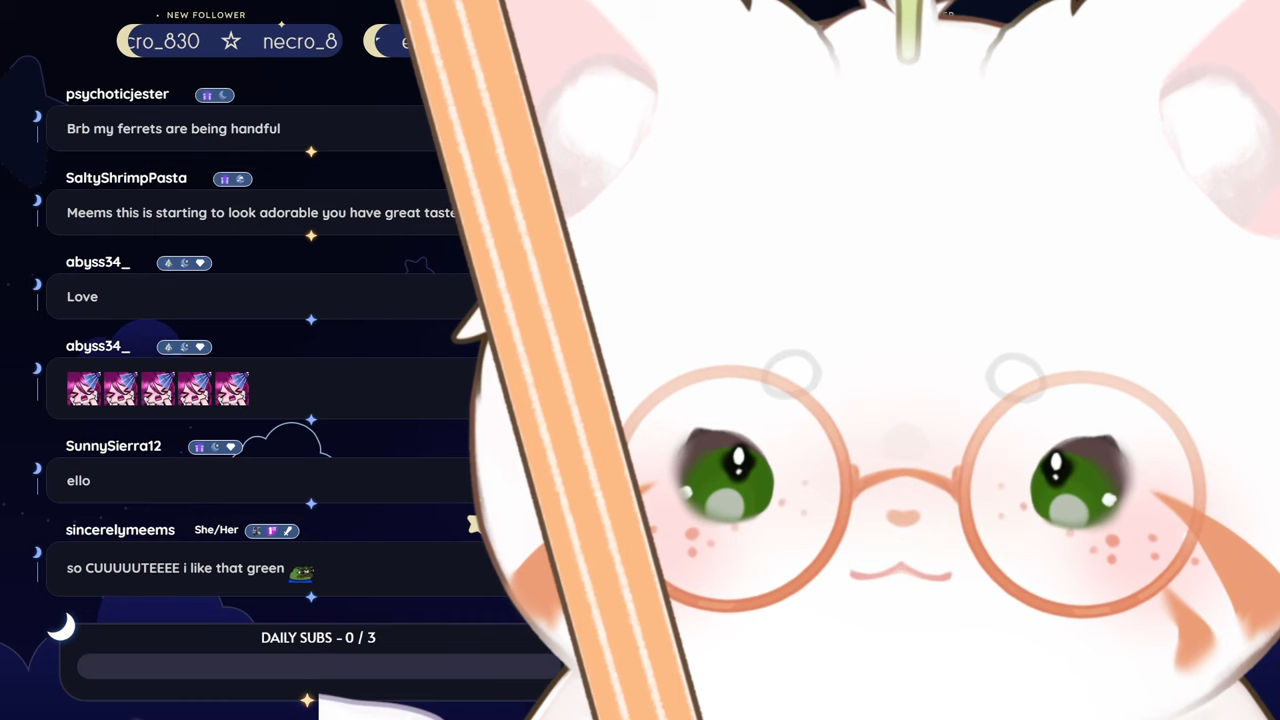 • NEW FOLLOWER
cro_830 ☆ necro_8
psychoticjester
Brb my ferrets are being handful
SaltyShrimpPasta
Meems this is starting to look adorable you have great taste
abyss34_
Love
abyss34_
SunnySierra12
ello
sincerelymeems She/Her
so CUUUUUTEEEE i like that green
DAILY SUBS - 0 / 3